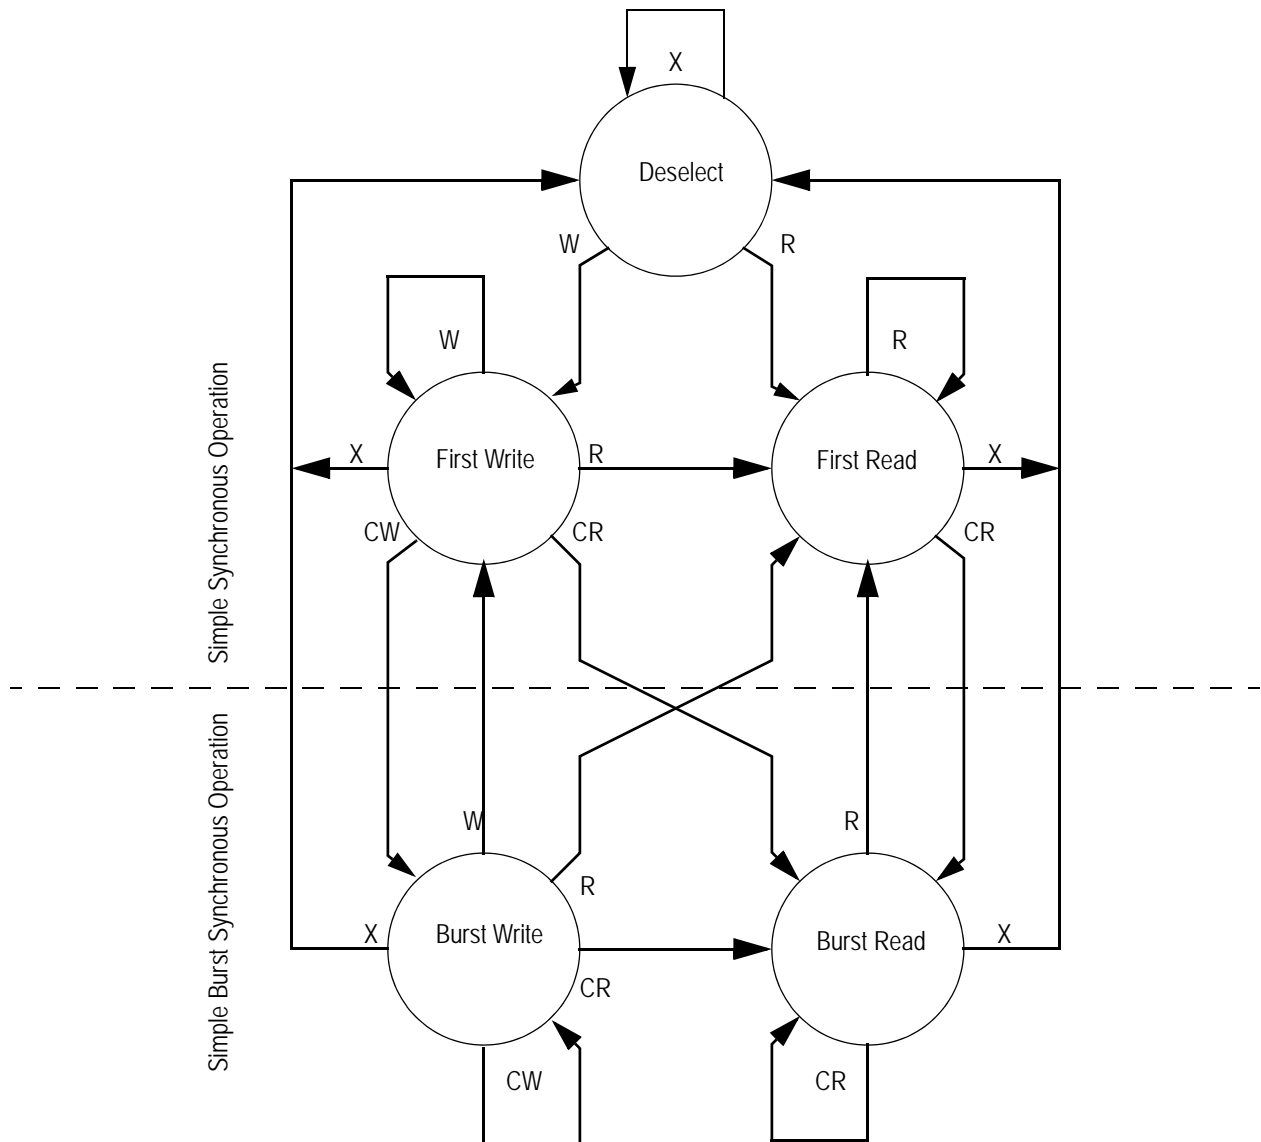 X
Deselect
W
R
W
R
Simple Synchronous Operation
X
First Write
R
First Read
X
CW
CR
CR
Simple Burst Synchronous Operation
W
R
R
X
Burst Write
Burst Read
X
CR
CW
CR